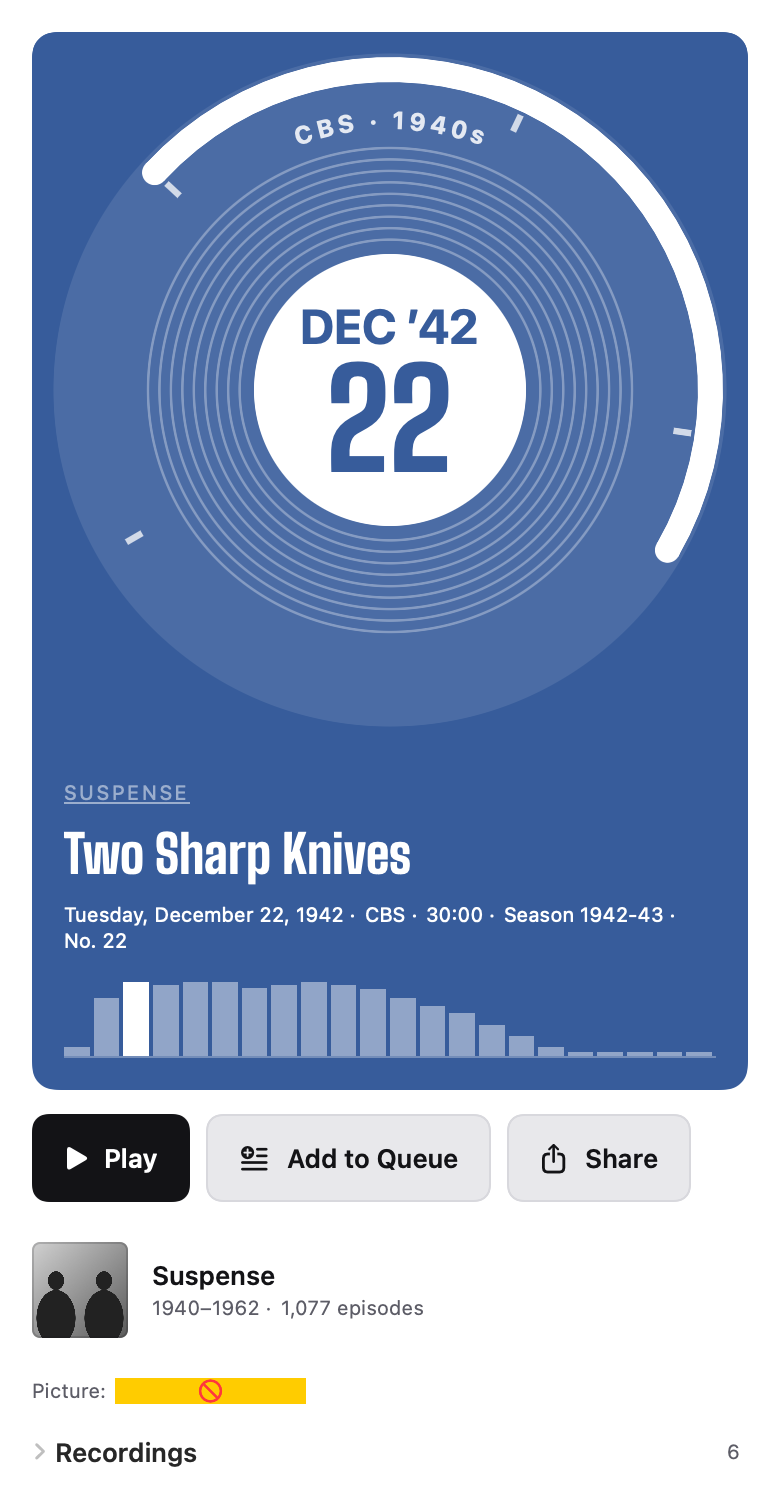 CBS · 1940s
DEC ’42
22
SUSPENSE
Two Sharp Knives
Tuesday, December 22, 1942 · CBS · 30:00 · Season 1942-43 ·
No. 22
Play
Add to Queue
Share
Suspense
1940–1962 · 1,077 episodes
Picture:
Recordings
6